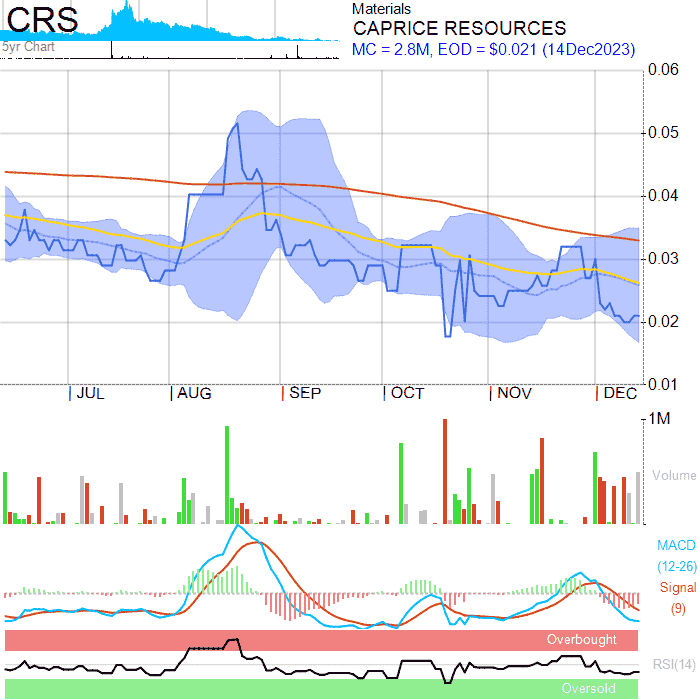 CRS
5yr Chart
Materials
CAPRICE RESOURCES
MC = 2.8M, EOD = $0.021 (14Dec2023)
0.06
0.05
0.04
0.03
0.02
0.01
JUL AUG SEP OCT NOV DEC
1M
Volume
MACD
(12-26)
Signal
(9)
Overbought
RSI(14)
Oversold